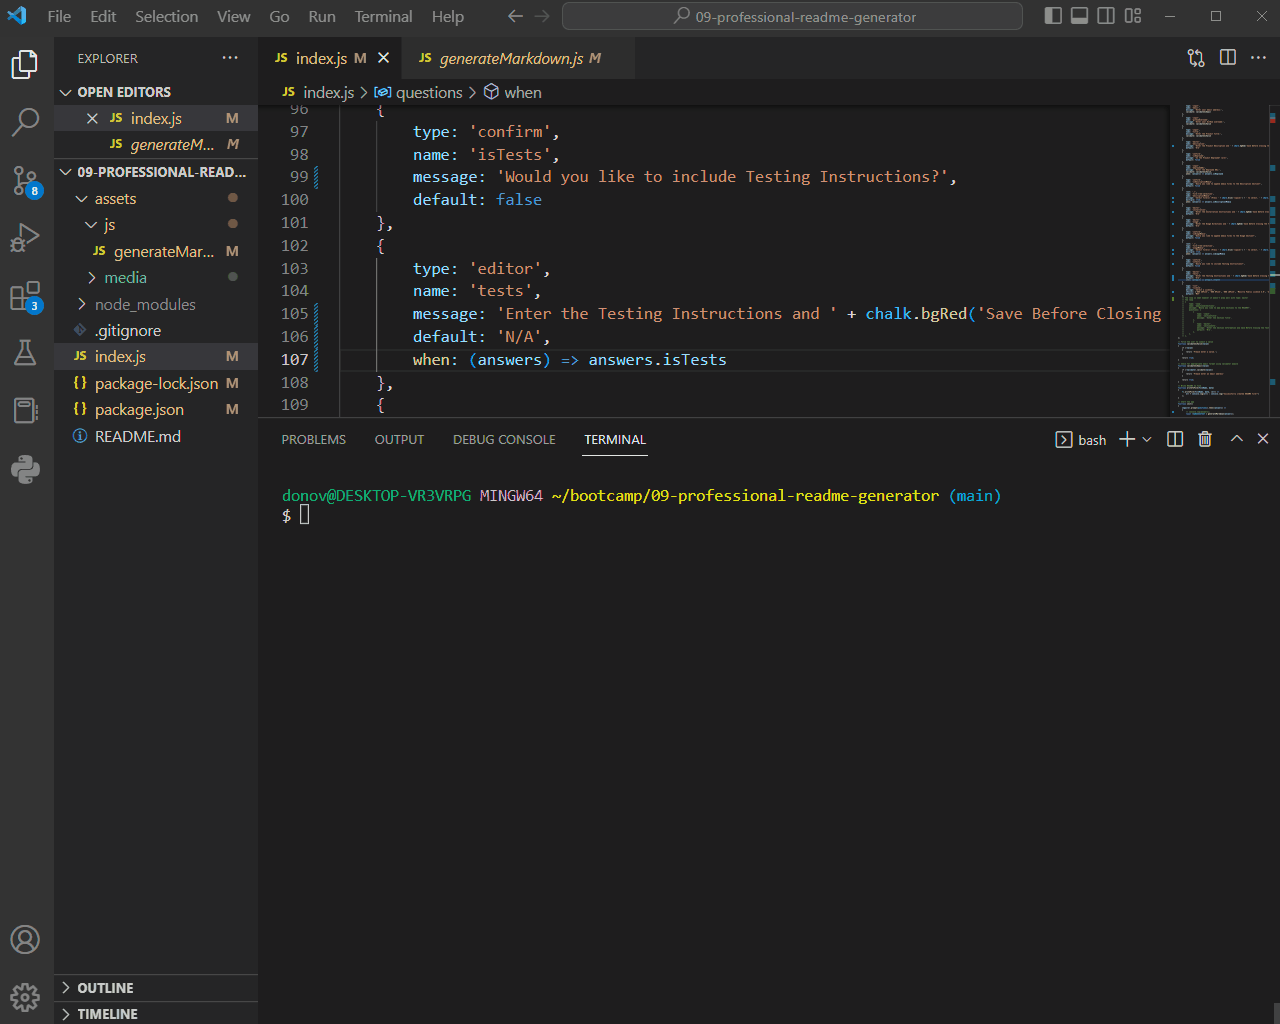 File Edit Selection View Go Run Terminal Help
09-professional-readme-generator
EXPLORER
OPEN EDITORS
JS index.js M
JS generateM... M
09-PROFESSIONAL-READ...
assets
js
JS generateMar... M
media
node_modules
.gitignore
JS index.js M
{} package-lock.json M
{} package.json M
README.md
8
3
OUTLINE
TIMELINE
JS index.js M
JS generateMarkdown.js M
JS index.js > questions > when
96 {
97 type: 'confirm',
98 name: 'isTests',
99 message: 'Would you like to include Testing Instructions?',
100 default: false
101 },
102 {
103 type: 'editor',
104 name: 'tests',
105 message: 'Enter the Testing Instructions and ' + chalk.bgRed('Save Before Closing
106 default: 'N/A',
107 when: (answers) => answers.isTests
108 },
109 {
PROBLEMS OUTPUT DEBUG CONSOLE TERMINAL
bash
donov@DESKTOP-VR3VRPG MINGW64 ~/bootcamp/09-professional-readme-generator (main)
$